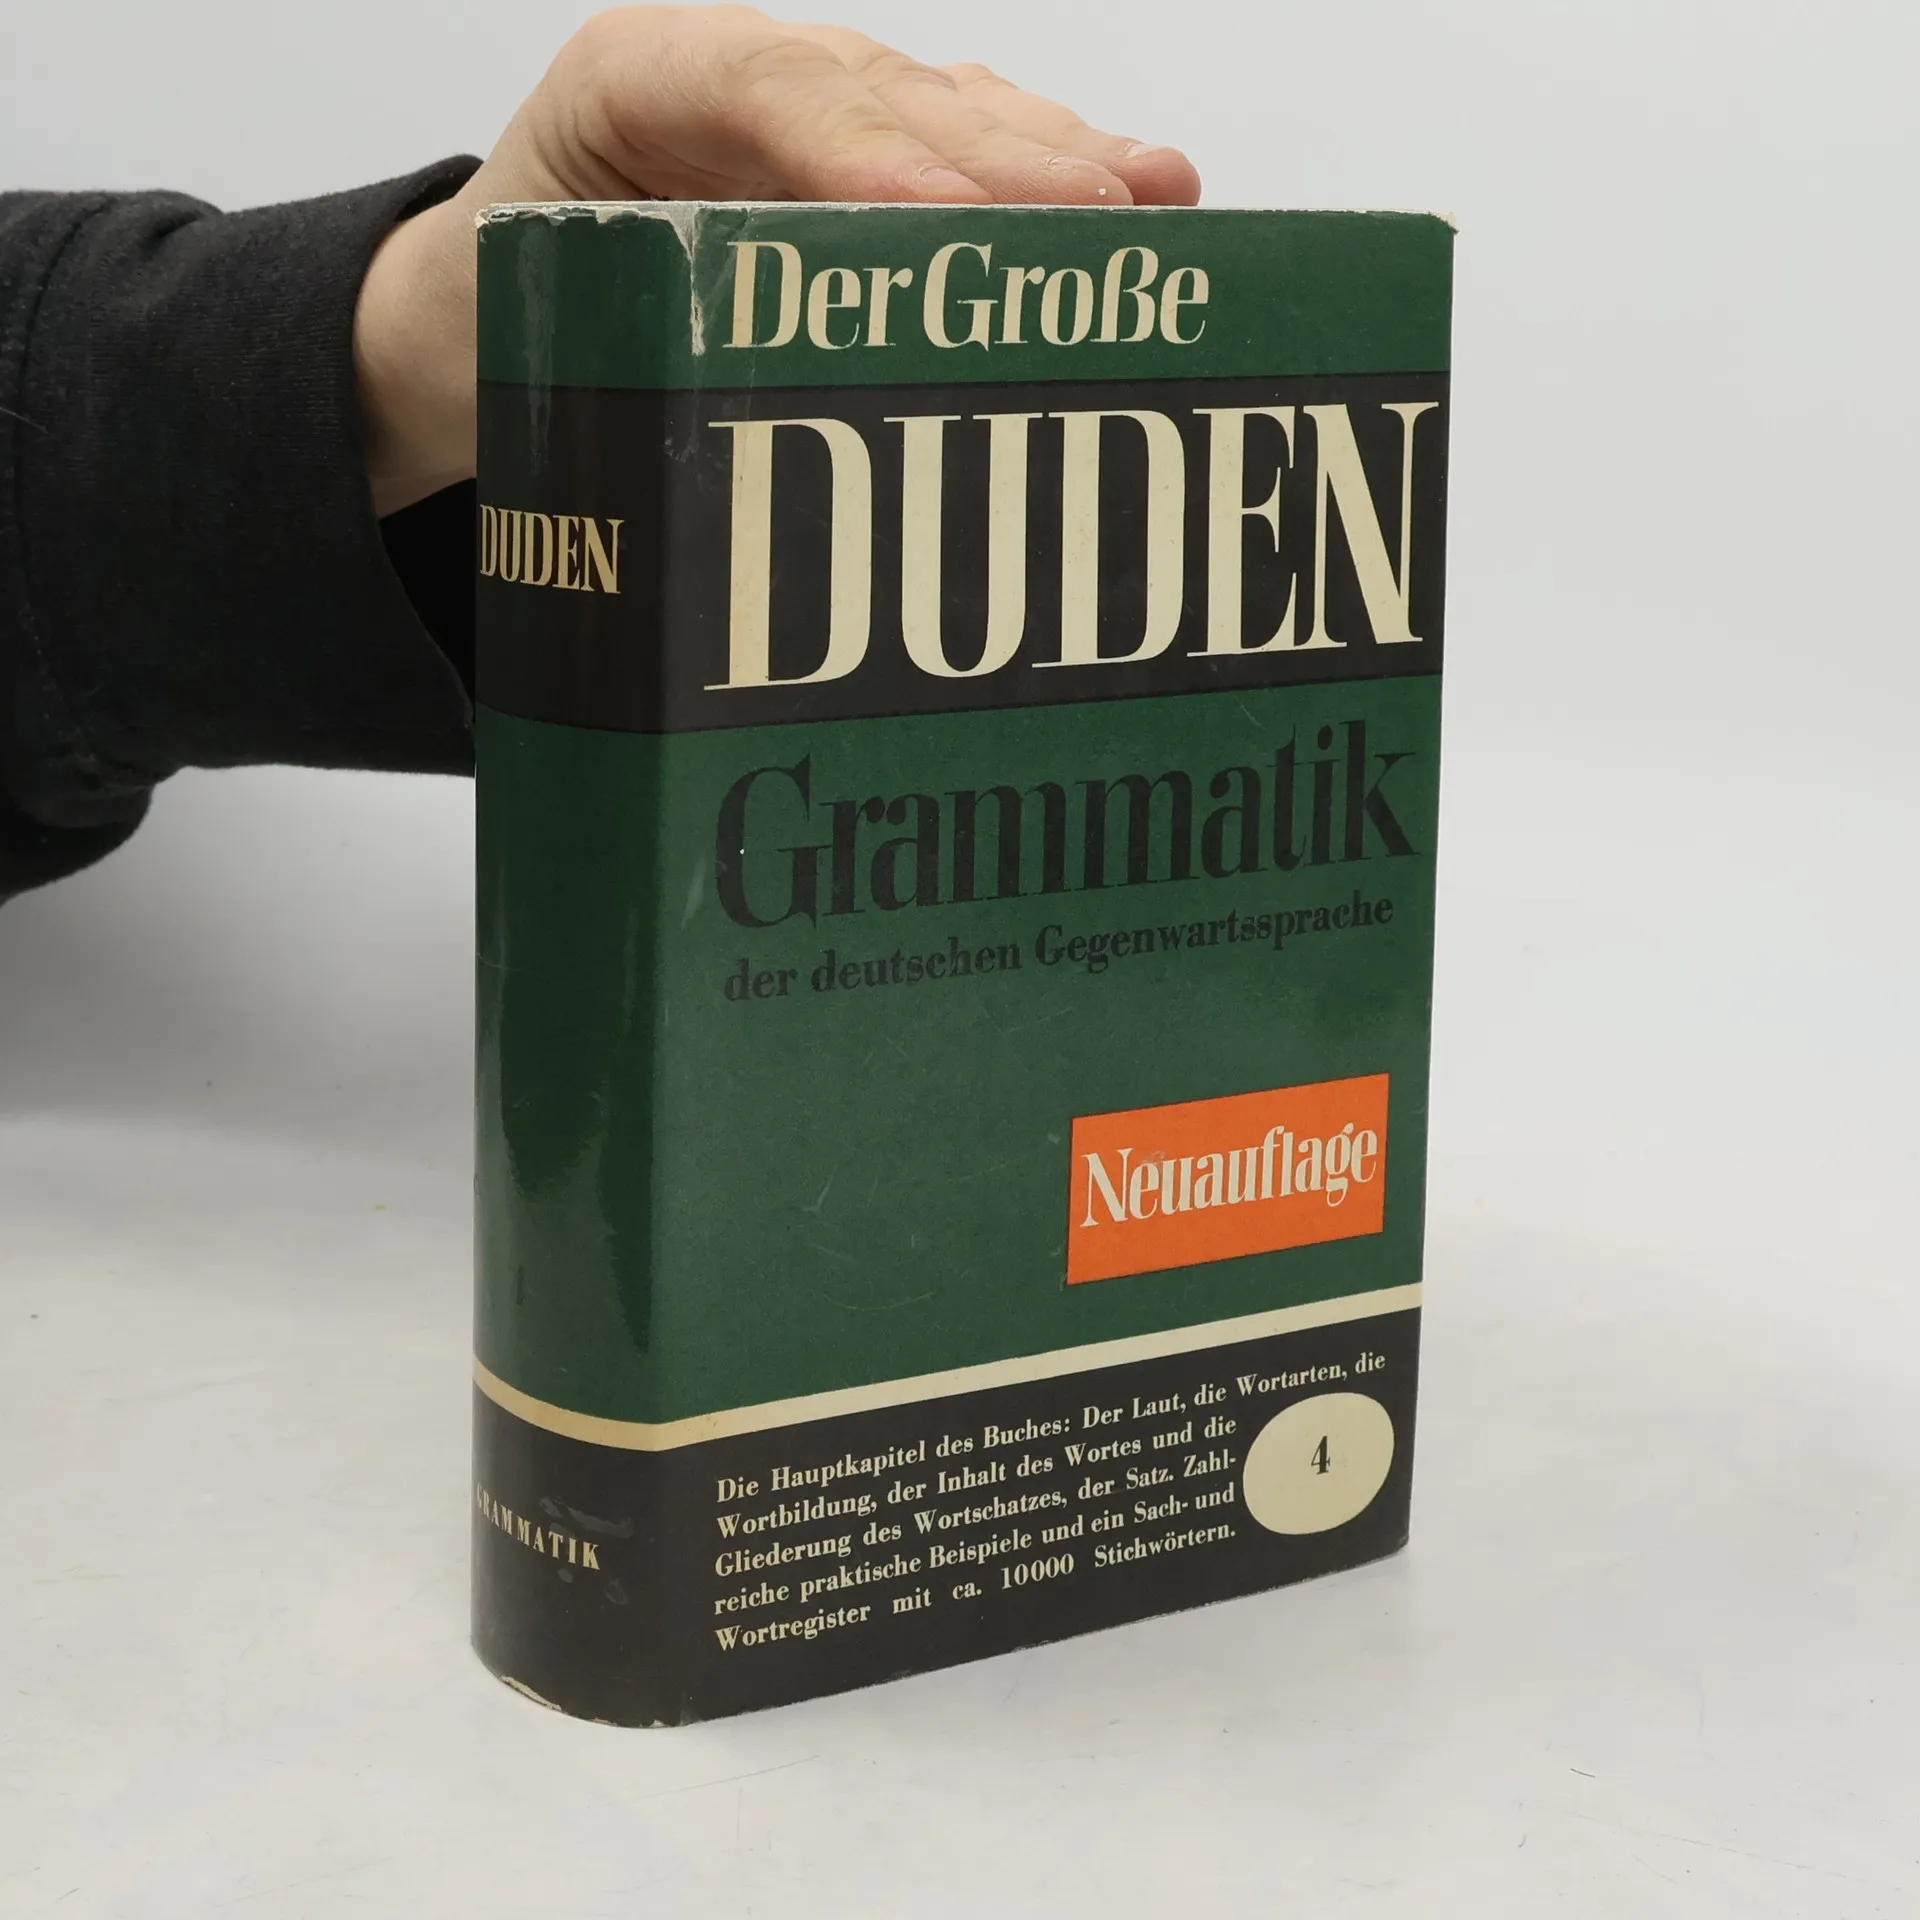 Der Große
DUDEN
Grammatik
der deutschen Gegenwartssprache
Neuauflage
Die Hauptkapitel des Buches: Der Laut, die Wortarten, die
Wortbildung, der Inhalt des Wortes und die
Gliederung des Wortschatzes, der Satz. Zahl-
reiche praktische Beispiele und ein Sach- und
Wortregister mit ca. 10000 Stichwörtern.
4
DUDEN
GRAMMATIK